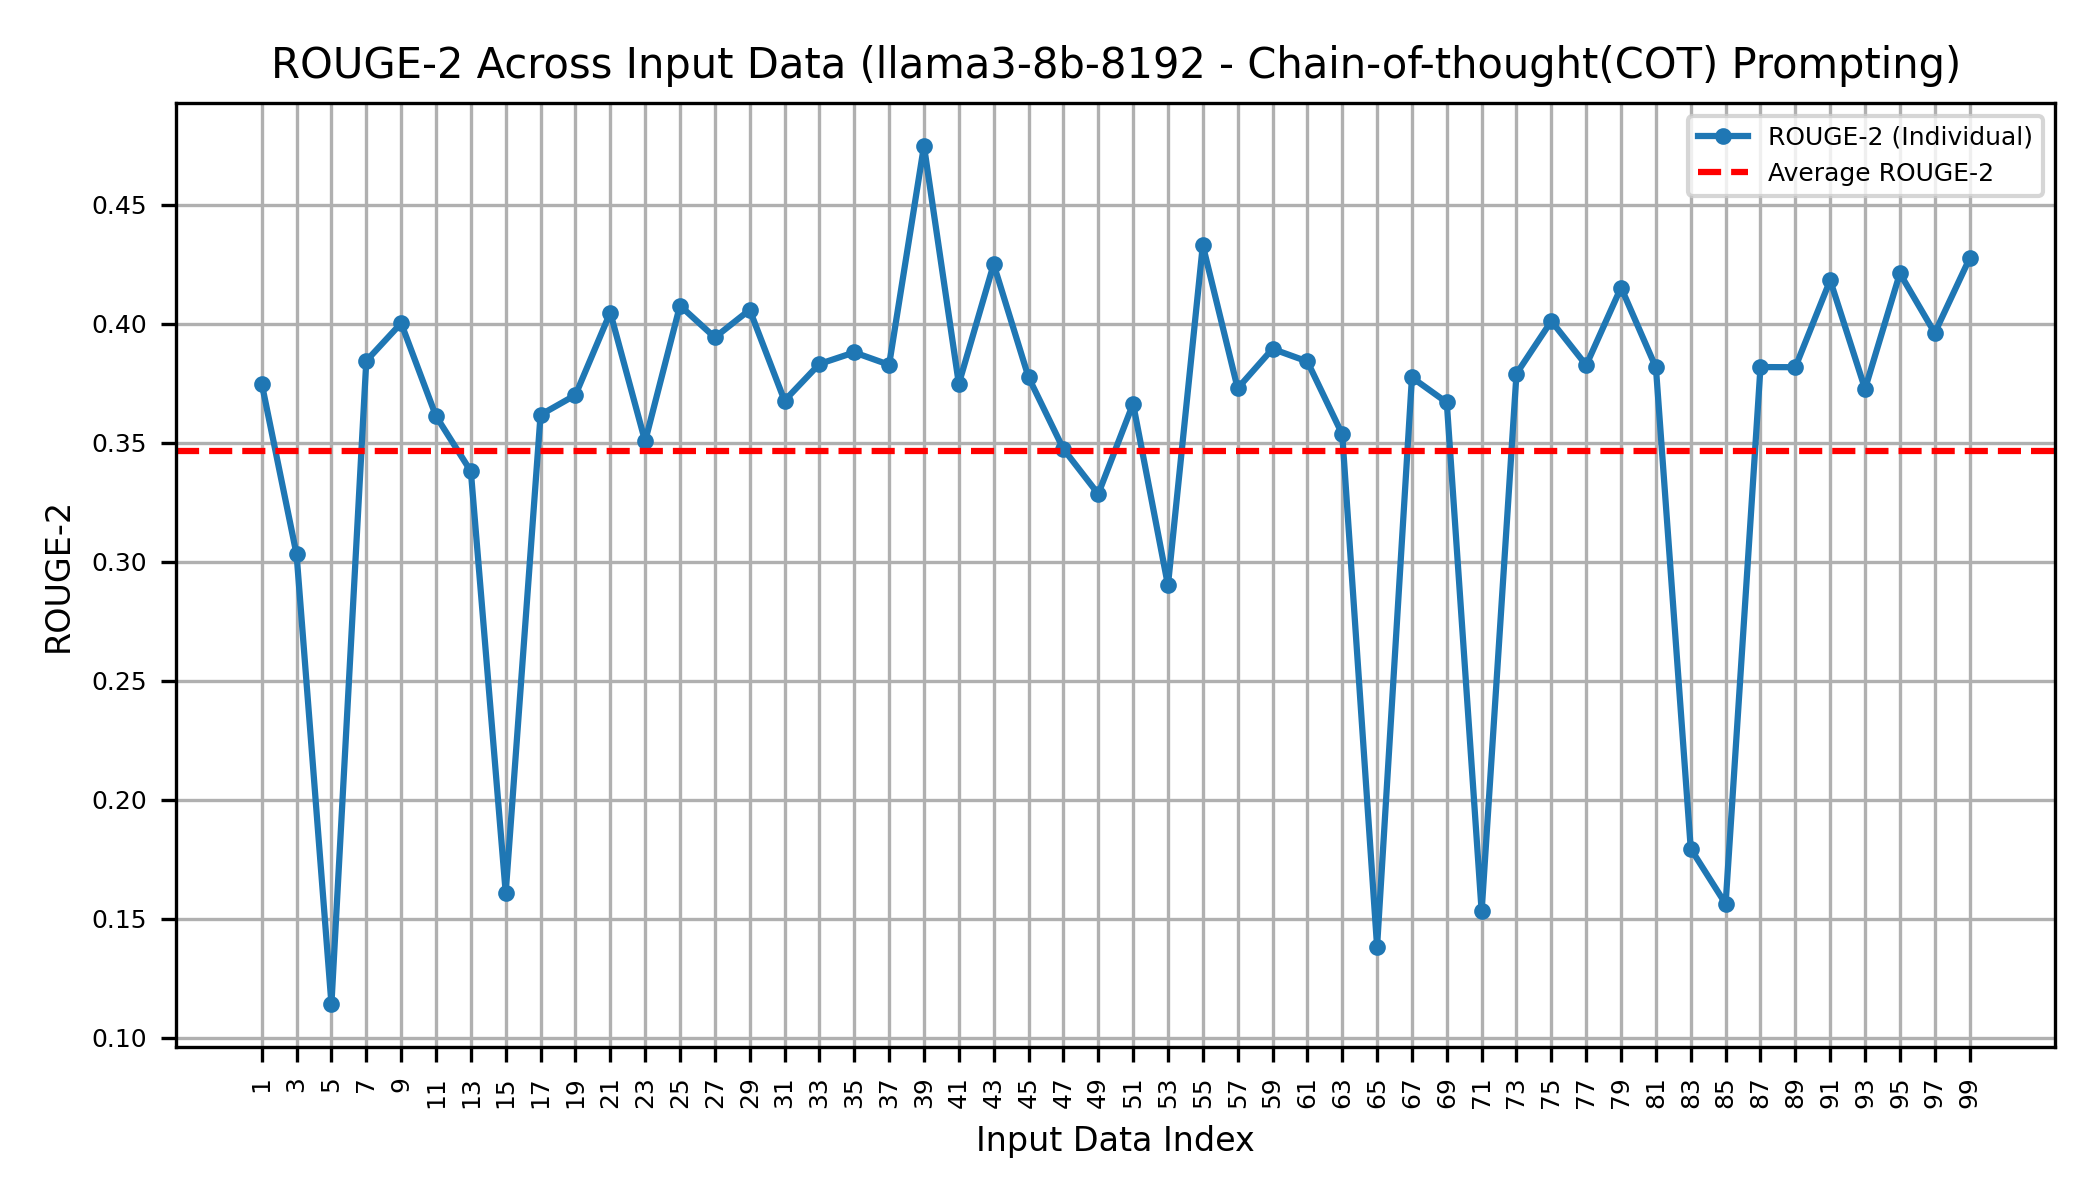 ROUGE-2 Across Input Data (llama3-8b-8192 - Chain-of-thought(COT) Prompting)
ROUGE-2 (Individual)
Average ROUGE-2
ROUGE-2
0.45
0.40
0.35
0.30
0.25
0.20
0.15
0.10
1 3 5 7 9 11 13 15 17 19 21 23 25 27 29 31 33 35 37 39 41 43 45 47 49 51 53 55 57 59 61 63 65 67 69 71 73 75 77 79 81 83 85 87 89 91 93 95 97 99
Input Data Index